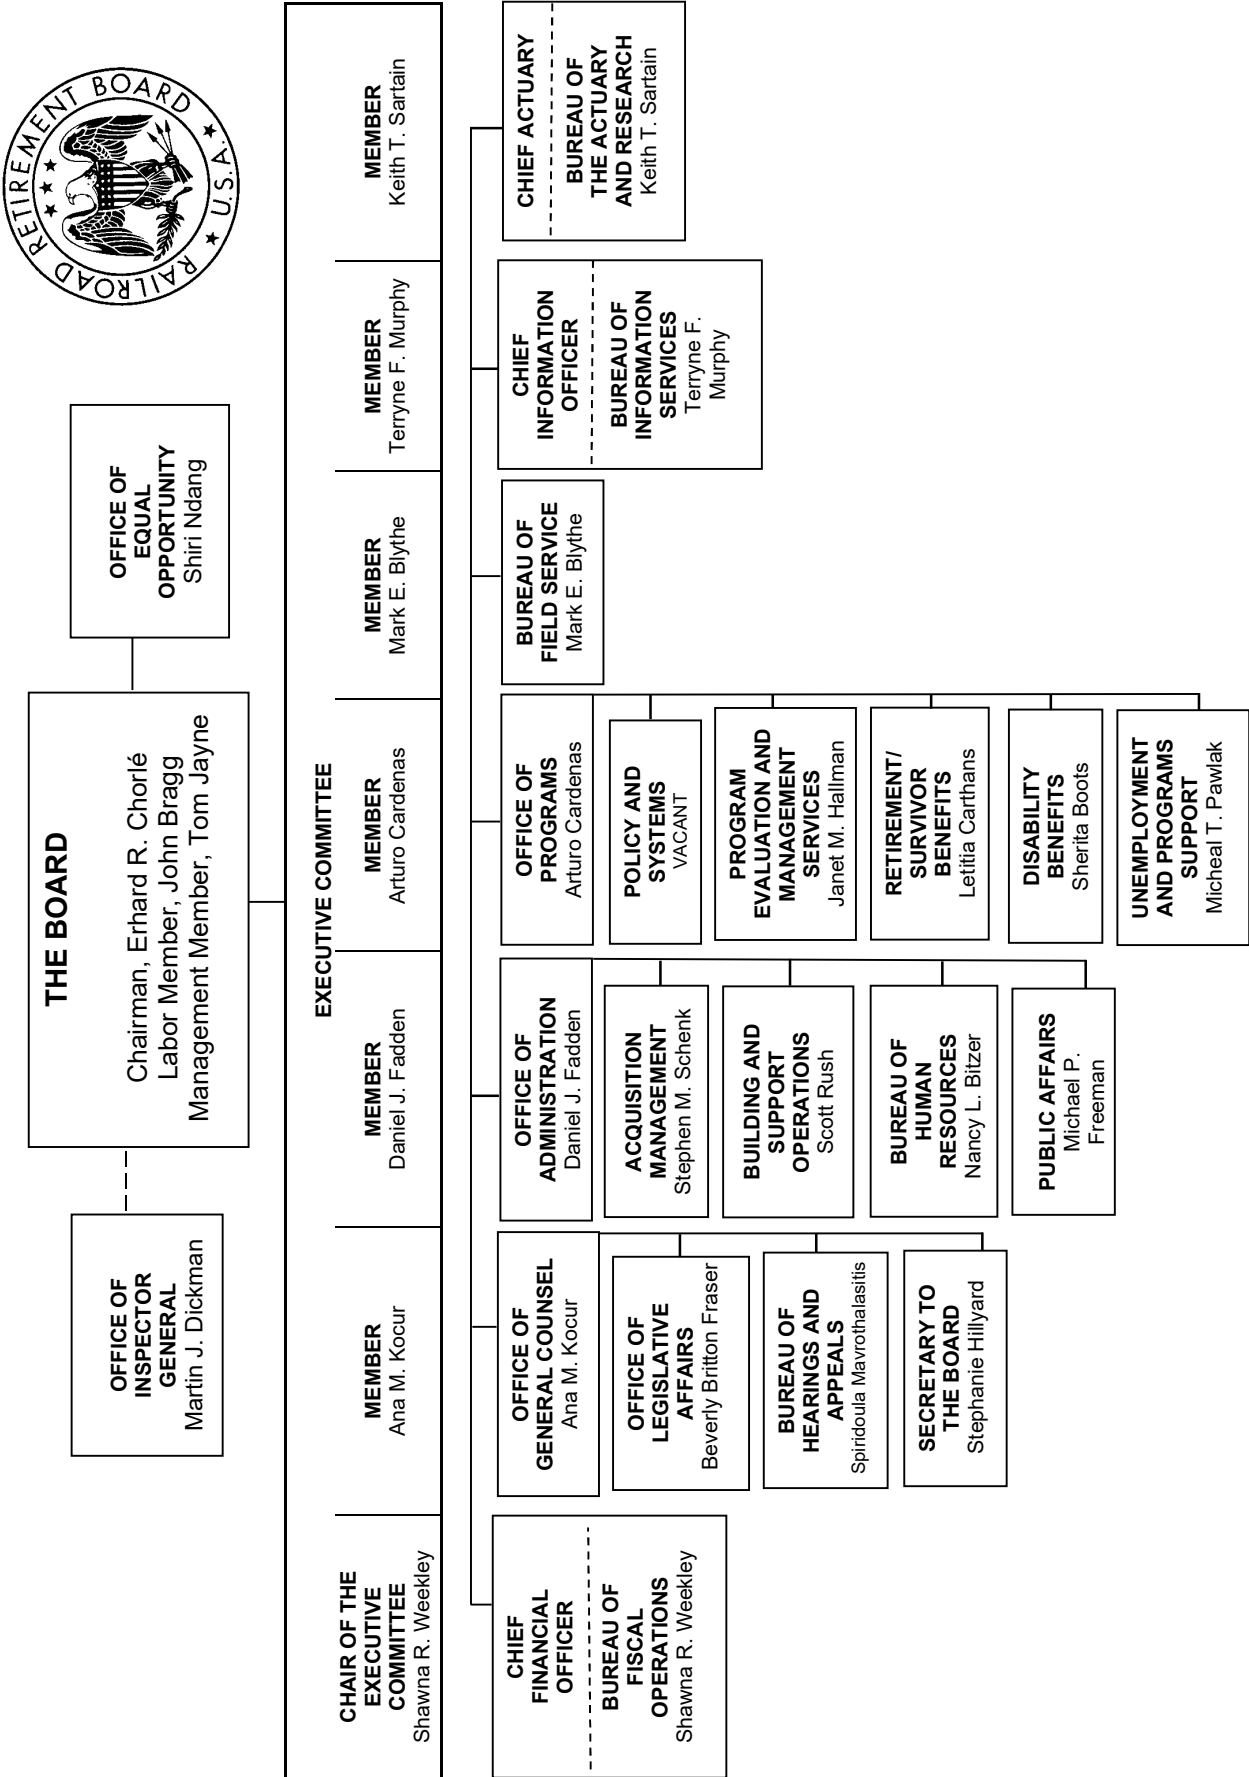 RAILROAD RETIREMENT BOARD
U.S.A.
THE BOARD
Chairman, Erhard R. Chorlé
Labor Member, John Bragg
Management Member, Tom Jayne
OFFICE OF
INSPECTOR
GENERAL
Martin J. Dickman
OFFICE OF
EQUAL
OPPORTUNITY
Shiri Ndang
EXECUTIVE COMMITTEE
CHAIR OF THE
EXECUTIVE
COMMITTEE
Shawna R. Weekley
MEMBER
Ana M. Kocur
MEMBER
Daniel J. Fadden
MEMBER
Arturo Cardenas
MEMBER
Mark E. Blythe
MEMBER
Terryne F. Murphy
MEMBER
Keith T. Sartain
CHIEF
FINANCIAL
OFFICER
BUREAU OF
FISCAL
OPERATIONS
Shawna R. Weekley
OFFICE OF
GENERAL COUNSEL
Ana M. Kocur
OFFICE OF
LEGISLATIVE
AFFAIRS
Beverly Britton Fraser
BUREAU OF
HEARINGS AND
APPEALS
Spiridoula Mavrothalasitis
SECRETARY TO
THE BOARD
Stephanie Hillyard
OFFICE OF
ADMINISTRATION
Daniel J. Fadden
ACQUISITION
MANAGEMENT
Stephen M. Schenk
BUILDING AND
SUPPORT
OPERATIONS
Scott Rush
BUREAU OF
HUMAN
RESOURCES
Nancy L. Bitzer
PUBLIC AFFAIRS
Michael P.
Freeman
OFFICE OF
PROGRAMS
Arturo Cardenas
POLICY AND
SYSTEMS
VACANT
PROGRAM
EVALUATION AND
MANAGEMENT
SERVICES
Janet M. Hallman
RETIREMENT/
SURVIVOR
BENEFITS
Letitia Carthans
DISABILITY
BENEFITS
Sherita Boots
UNEMPLOYMENT
AND PROGRAMS
SUPPORT
Micheal T. Pawlak
BUREAU OF
FIELD SERVICE
Mark E. Blythe
CHIEF
INFORMATION
OFFICER
BUREAU OF
INFORMATION
SERVICES
Terryne F.
Murphy
CHIEF ACTUARY
BUREAU OF
THE ACTUARY
AND RESEARCH
Keith T. Sartain